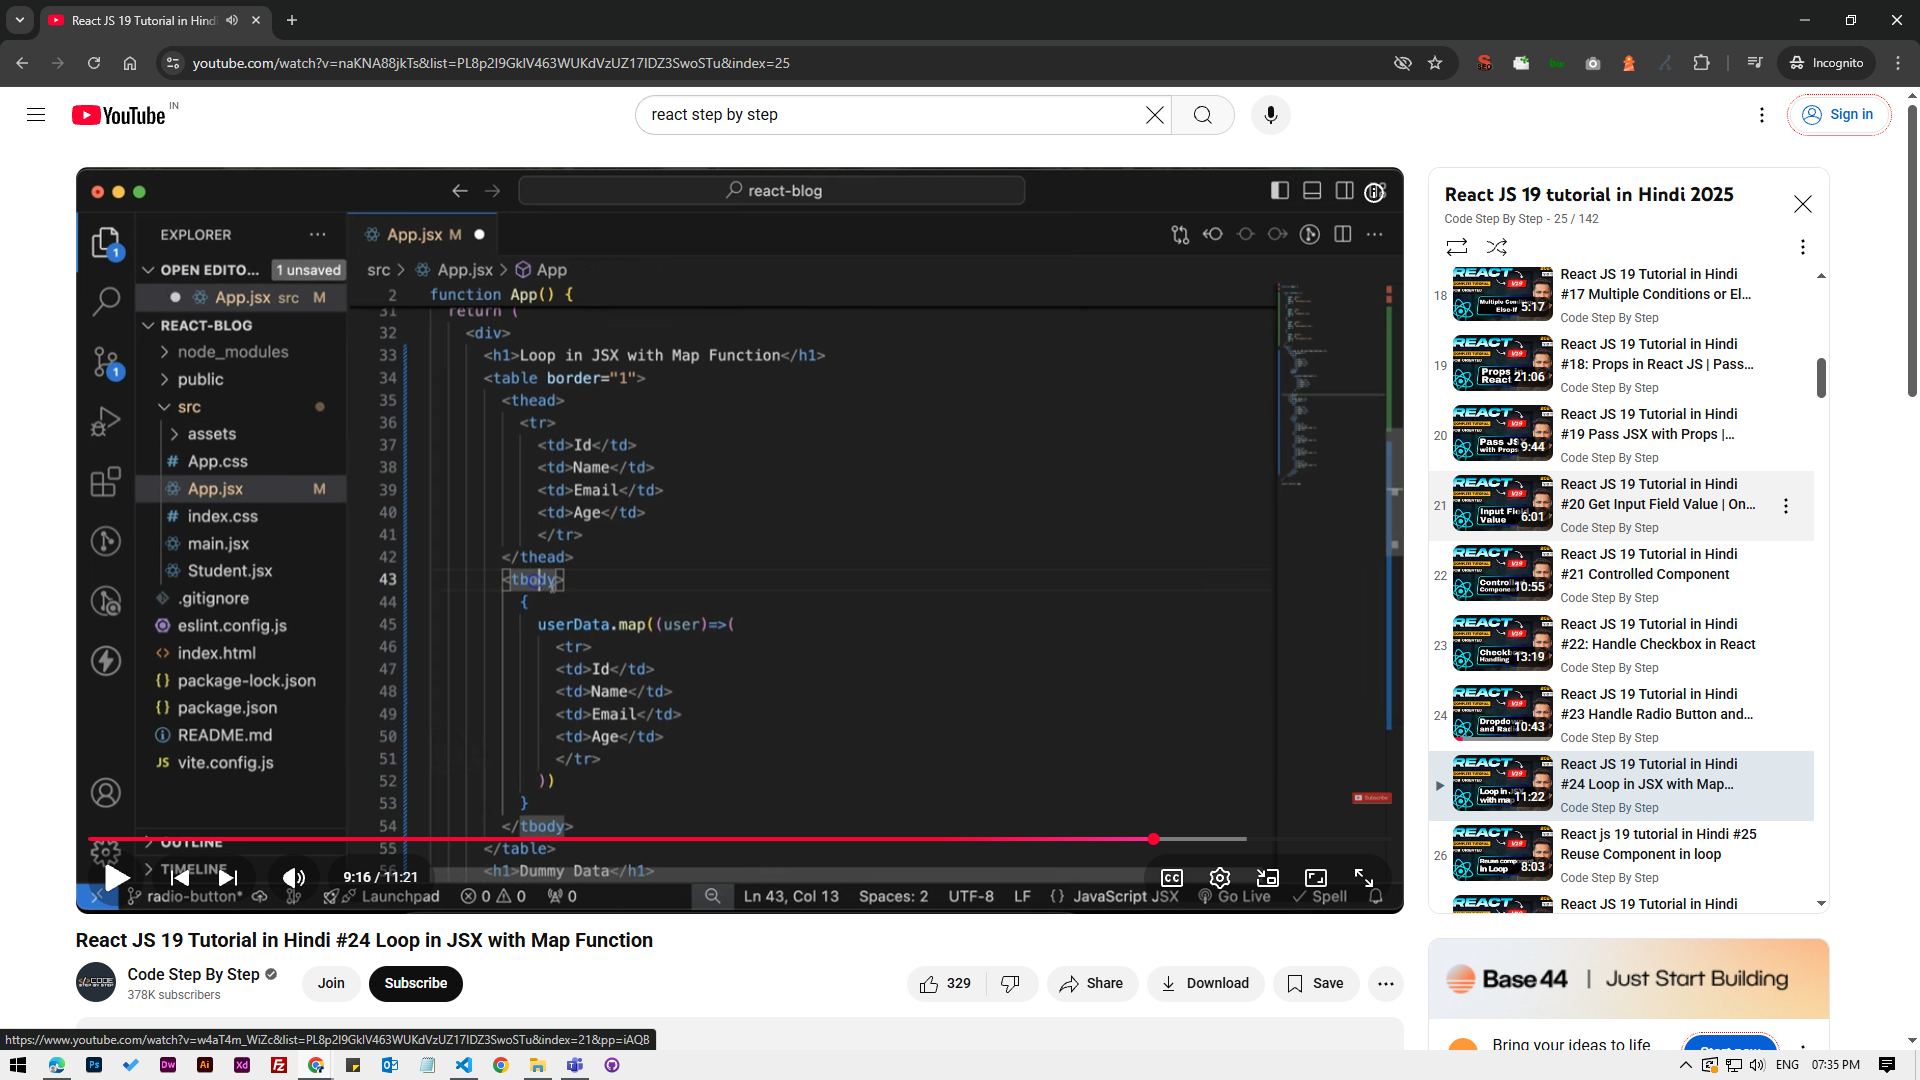 React JS 19 Tutorial in Hindi
youtube.com/watch?v=naKNA88jkTs&list=PL8p2I9GklV463WUKdVzUZ17IDZ3SwoSTu&index=25
Incognito
YouTube IN
react step by step
Sign in
react-blog
EXPLORER
App.jsx M
OPEN EDITO... 1 unsaved
App.jsx src M
REACT-BLOG
node_modules
public
src
assets
# App.css
App.jsx M
# index.css
main.jsx
Student.jsx
.gitignore
eslint.config.js
index.html
package-lock.json
package.json
README.md
vite.config.js
OUTLINE
TIMELINE
src > App.jsx > App
2 function App() {
31 return (
32 <div>
33 <h1>Loop in JSX with Map Function</h1>
34 <table border="1">
35 <thead>
36 <tr>
37 <td>Id</td>
38 <td>Name</td>
39 <td>Email</td>
40 <td>Age</td>
41 </tr>
42 </thead>
43 <tbody>
44 {
45 userData.map((user)=>(
46 <tr>
47 <td>Id</td>
48 <td>Name</td>
49 <td>Email</td>
50 <td>Age</td>
51 </tr>
52 ))
53 }
54 </tbody>
55 </table>
56 <h1>Dummy Data</h1>
9:16 / 11:21
radio-button* Launchpad 0 0 0 Ln 43, Col 13 Spaces: 2 UTF-8 LF {} JavaScript JSX Go Live Spell
React JS 19 Tutorial in Hindi #24 Loop in JSX with Map Function
Code Step By Step
378K subscribers
Join
Subscribe
329
Share
Download
Save
React JS 19 tutorial in Hindi 2025
Code Step By Step - 25 / 142
18
5:17
React JS 19 Tutorial in Hindi
#17 Multiple Conditions or El...
Code Step By Step
19
Props
React 21:06
React JS 19 Tutorial in Hindi
#18: Props in React JS | Pass...
Code Step By Step
20
Pass JSX
with Props 9:44
React JS 19 Tutorial in Hindi
#19 Pass JSX with Props |...
Code Step By Step
21
Input Field
Value 6:01
React JS 19 Tutorial in Hindi
#20 Get Input Field Value | On...
Code Step By Step
22
10:55
React JS 19 Tutorial in Hindi
#21 Controlled Component
Code Step By Step
23
Handling 13:19
React JS 19 Tutorial in Hindi
#22: Handle Checkbox in React
Code Step By Step
24
10:43
React JS 19 Tutorial in Hindi
#23 Handle Radio Button and...
Code Step By Step
Loop in JSX
with map 11:22
React JS 19 Tutorial in Hindi
#24 Loop in JSX with Map...
Code Step By Step
26
In Loop 8:03
React js 19 tutorial in Hindi #25
Reuse Component in loop
Code Step By Step
React JS 19 Tutorial in Hindi
Base 44 | Just Start Building
Bring your ideas to life
Start now
https://www.youtube.com/watch?v=w4aT4m_WiZc&list=PL8p2I9GklV463WUKdVzUZ17IDZ3SwoSTu&index=21&pp=iAQB
ENG
07:35 PM